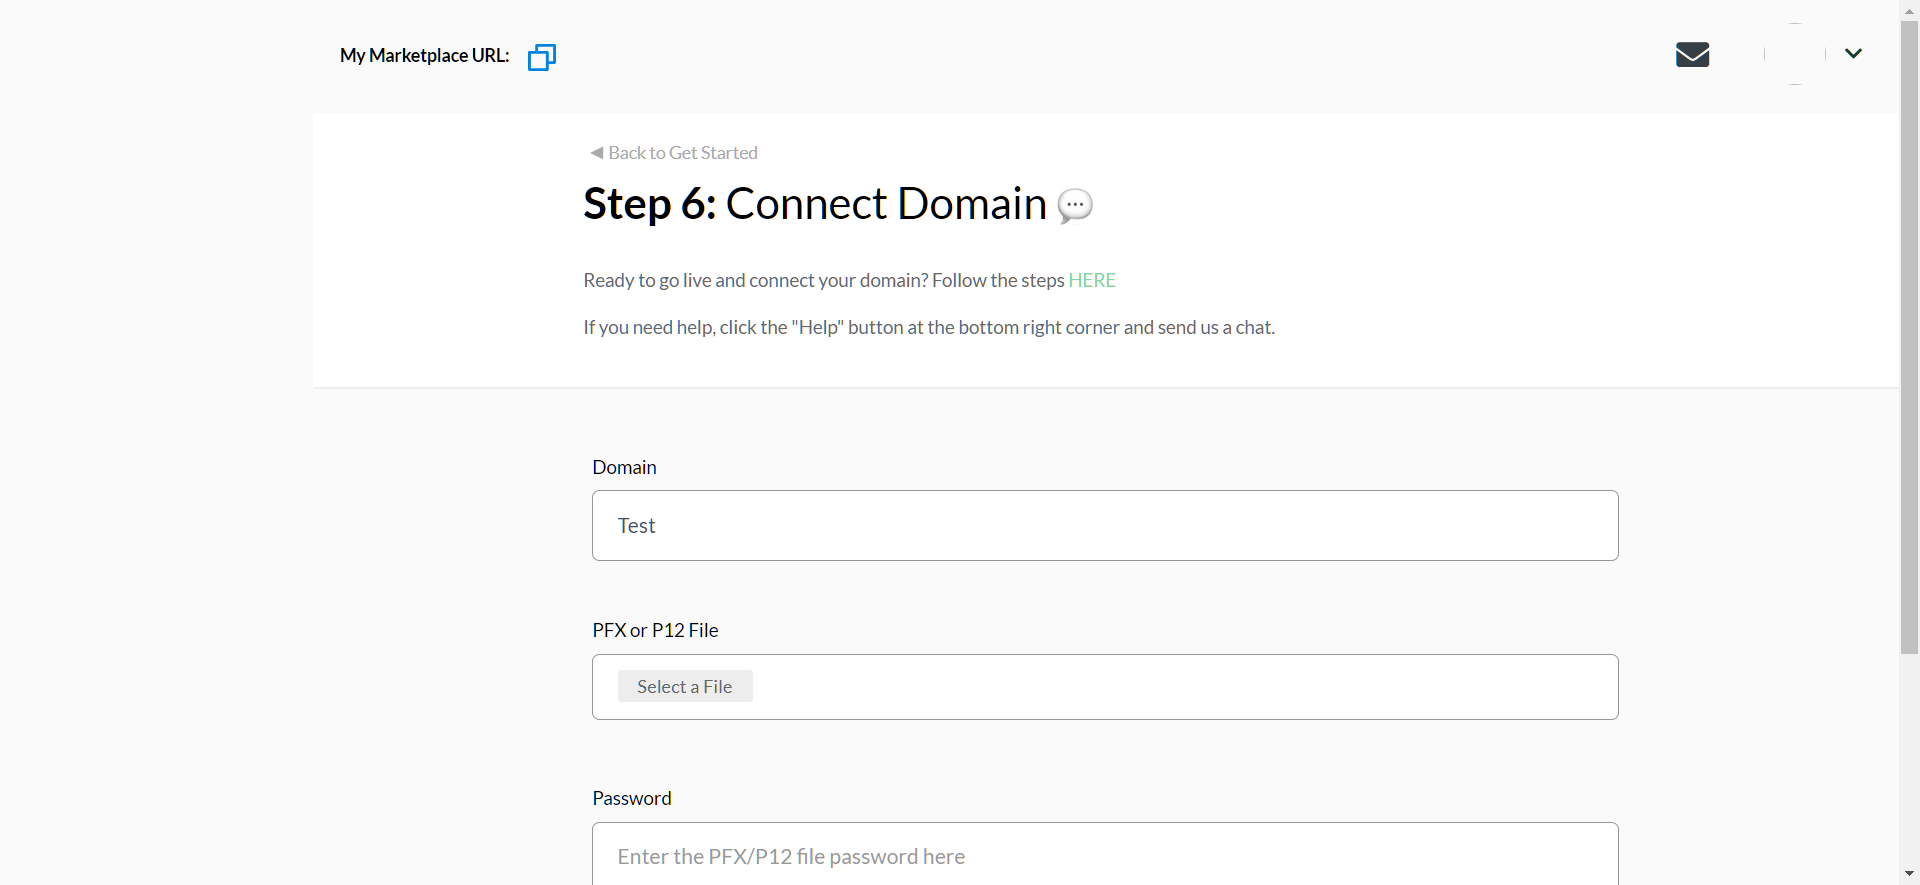 My Marketplace URL:
◀ Back to Get Started
Step 6: Connect Domain 💬
Ready to go live and connect your domain? Follow the steps HERE
If you need help, click the "Help" button at the bottom right corner and send us a chat.
Domain
Test
PFX or P12 File
Select a File
Password
Enter the PFX/P12 file password here